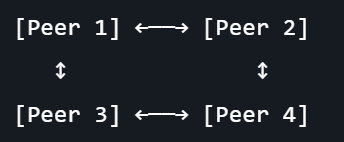 [Peer 1] ←──→ [Peer 2]
↕ ↕
[Peer 3] ←──→ [Peer 4]